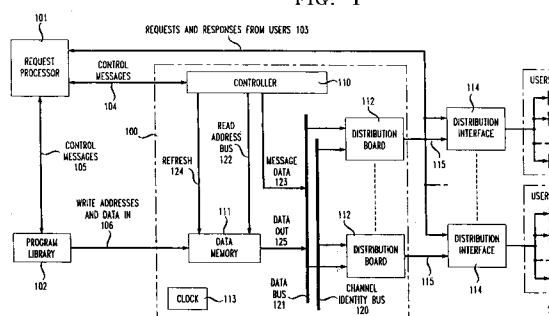 FIG. 1
REQUESTS AND RESPONSES FROM USERS 103
101
REQUEST
PROCESSOR
CONTROL
MESSAGES
104
CONTROLLER
110
100
112
DISTRIBUTION
BOARD
114
DISTRIBUTION
INTERFACE
USERS
115
READ
ADDRESS
BUS
122
REFRESH
124
MESSAGE
DATA
123
CONTROL
MESSAGES
105
WRITE ADDRESSES
AND DATA IN
106
111
DATA
MEMORY
DATA
OUT
125
112
DISTRIBUTION
BOARD
115
DISTRIBUTION
INTERFACE
114
USERS
PROGRAM
LIBRARY
102
CLOCK
113
DATA
BUS
121
CHANNEL
IDENTITY BUS
120